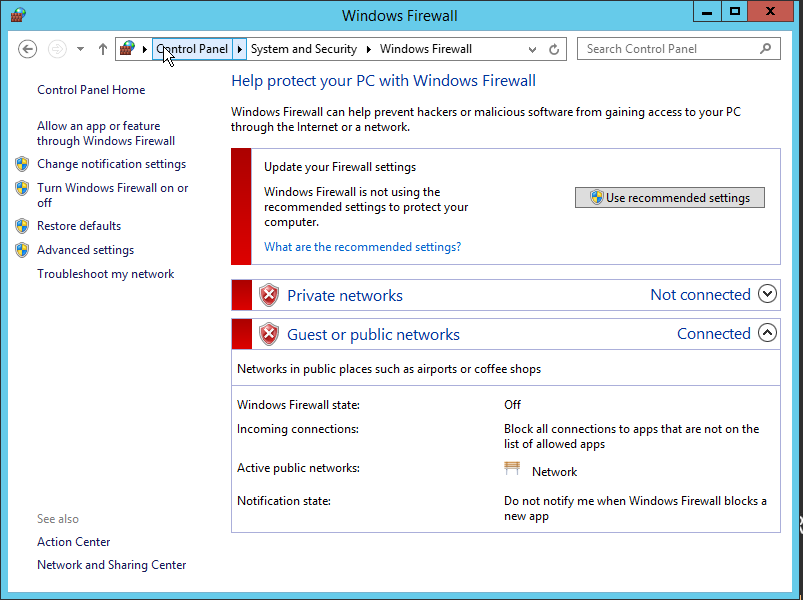 Windows Firewall
Control Panel
System and Security
Windows Firewall
Search Control Panel
Control Panel Home
Allow an app or feature
through Windows Firewall
Change notification settings
Turn Windows Firewall on or
off
Restore defaults
Advanced settings
Troubleshoot my network
See also
Action Center
Network and Sharing Center
Help protect your PC with Windows Firewall
Windows Firewall can help prevent hackers or malicious software from gaining access to your PC
through the Internet or a network.
Update your Firewall settings
Windows Firewall is not using the
recommended settings to protect your
computer.
What are the recommended settings?
Use recommended settings
Private networks
Not connected
Guest or public networks
Connected
Networks in public places such as airports or coffee shops
Windows Firewall state:
Off
Incoming connections:
Block all connections to apps that are not on the
list of allowed apps
Active public networks:
Network
Notification state:
Do not notify me when Windows Firewall blocks a
new app